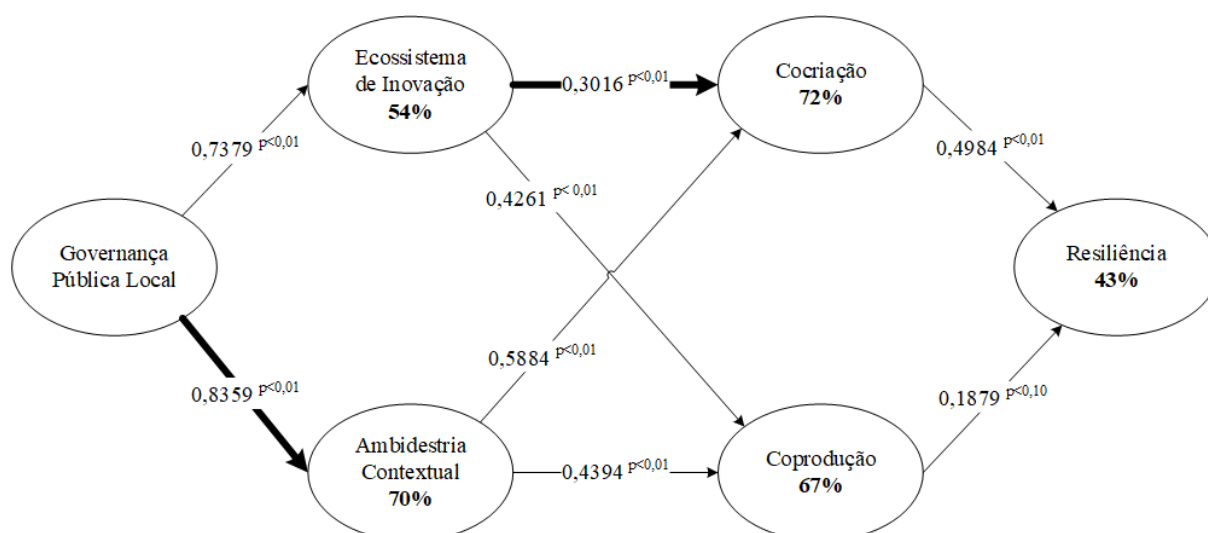 Ecossistema
de Inovação
54%
0,3016 p<0,01
Cocriação
72%
0,7379 p<0,01
0,4984 p<0,01
0,4261 p< 0,01
Governança
Pública Local
Resiliência
43%
0,5884 p<0,01
0,8359 p<0,01
0,1879 p<0,10
Ambidestria
Contextual
70%
0,4394 p<0,01
Coprodução
67%